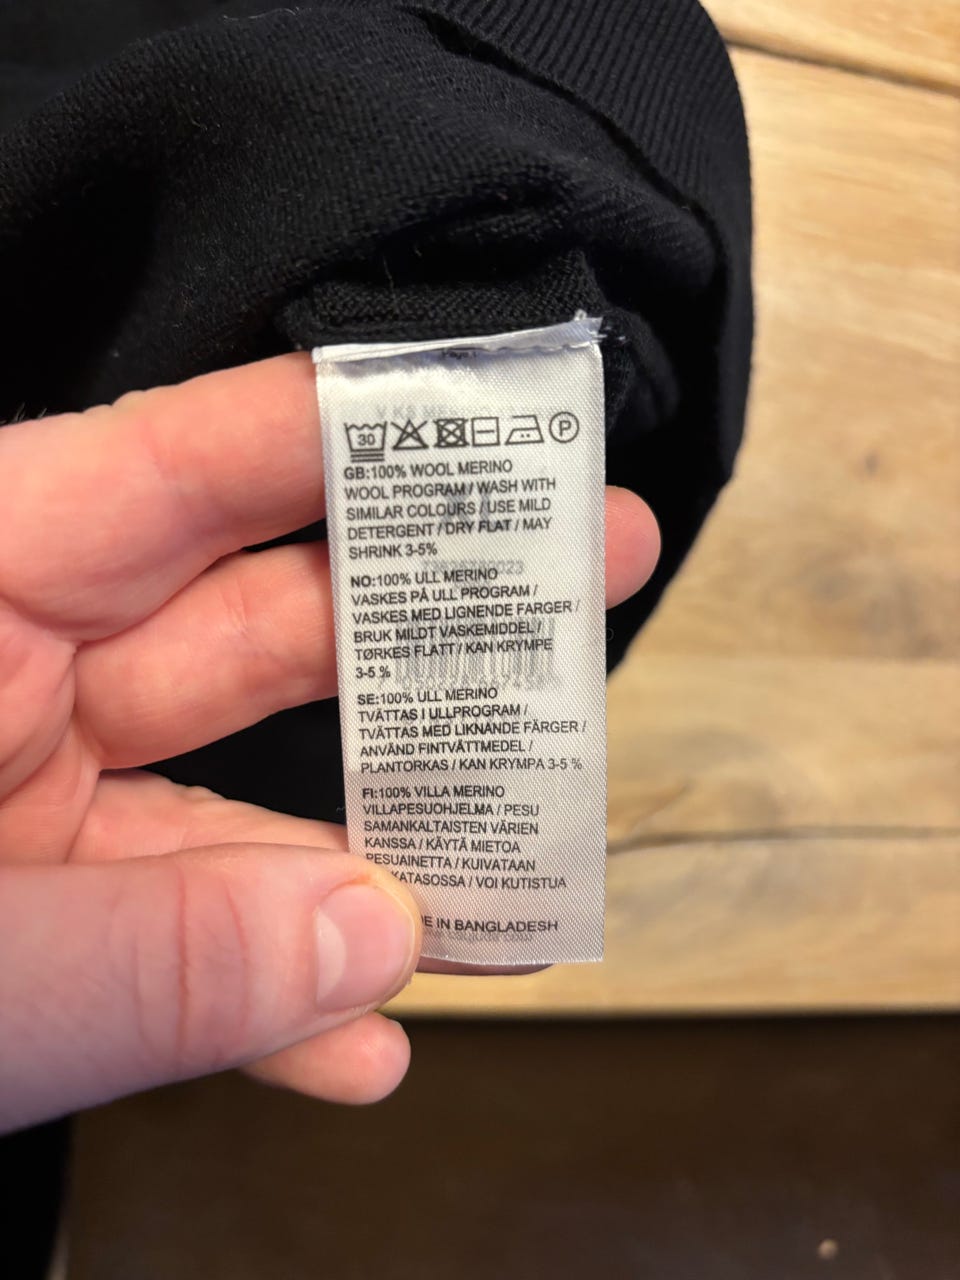 30 P
GB:100% WOOL MERINO
WOOL PROGRAM / WASH WITH
SIMILAR COLOURS / USE MILD
DETERGENT / DRY FLAT / MAY
SHRINK 3-5%
NO:100% ULL MERINO
VASKES PÅ ULL PROGRAM /
VASKES MED LIGNENDE FARGER /
BRUK MILDT VASKEMIDDEL /
TØRKES FLATT / KAN KRYMPE
3-5 %
SE:100% ULL MERINO
TVÄTTAS I ULLPROGRAM /
TVÄTTAS MED LIKNANDE FÄRGER /
ANVÄND FINTVÄTTMEDEL /
PLANTORKAS / KAN KRYMPA 3-5 %
FI:100% VILLA MERINO
VILLAPESUOHJELMA / PESU
SAMANKALTAISTEN VÄRIEN
KANSSA / KÄYTÄ MIETOA
PESUAINETTA / KUIVATAAN
KATASOSSA / VOI KUTISTUA
E IN BANGLADESH